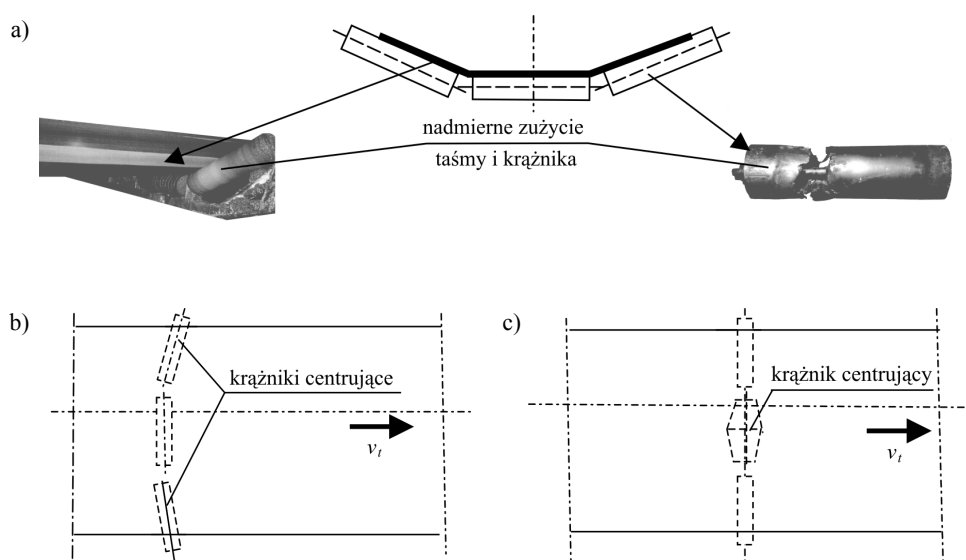 a)
nadmierne zużycie
taśmy i krążnika
b)
krążniki centrujące
v_t
c)
krążnik centrujący
v_t